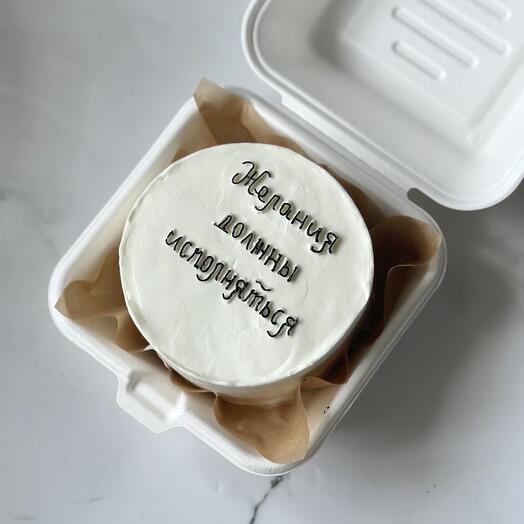 Желания
должны
исполняться